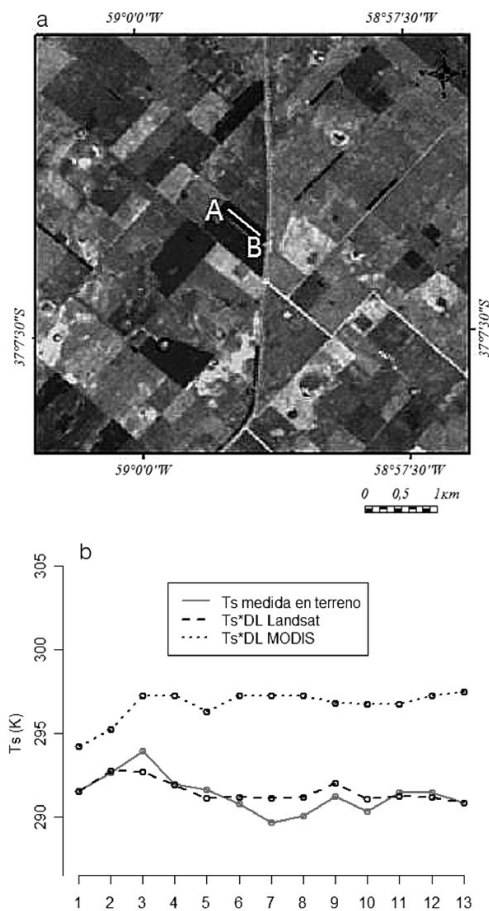 a
59°0'0"W 58°57'30"W
A
B
37°7'30"S 37°7'30"S
59°0'0"W 58°57'30"W
0 0,5 1 KM
b
305
300
295
290
Ts (K)
Ts medida en terreno
Ts*DL Landsat
Ts*DL MODIS
1 2 3 4 5 6 7 8 9 10 11 12 13